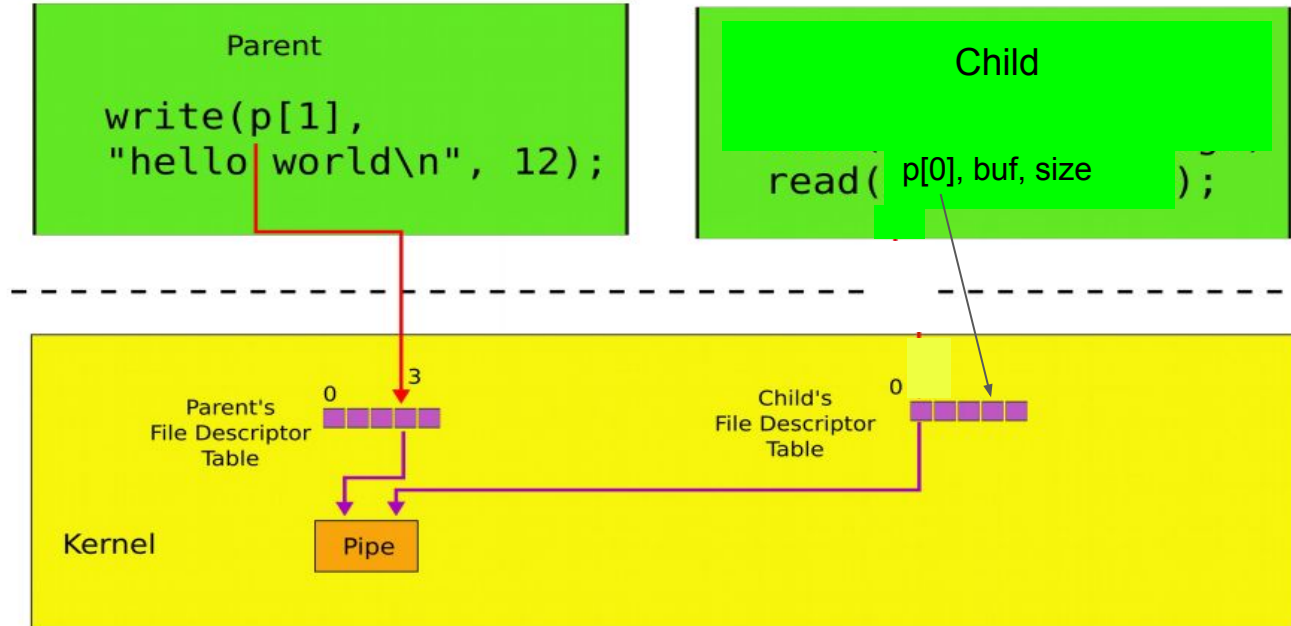 Parent
write(p[1],
"hello world\n", 12);
Child
read( p[0], buf, size );
0
3
Parent's
File Descriptor
Table
0
Child's
File Descriptor
Table
Kernel
Pipe